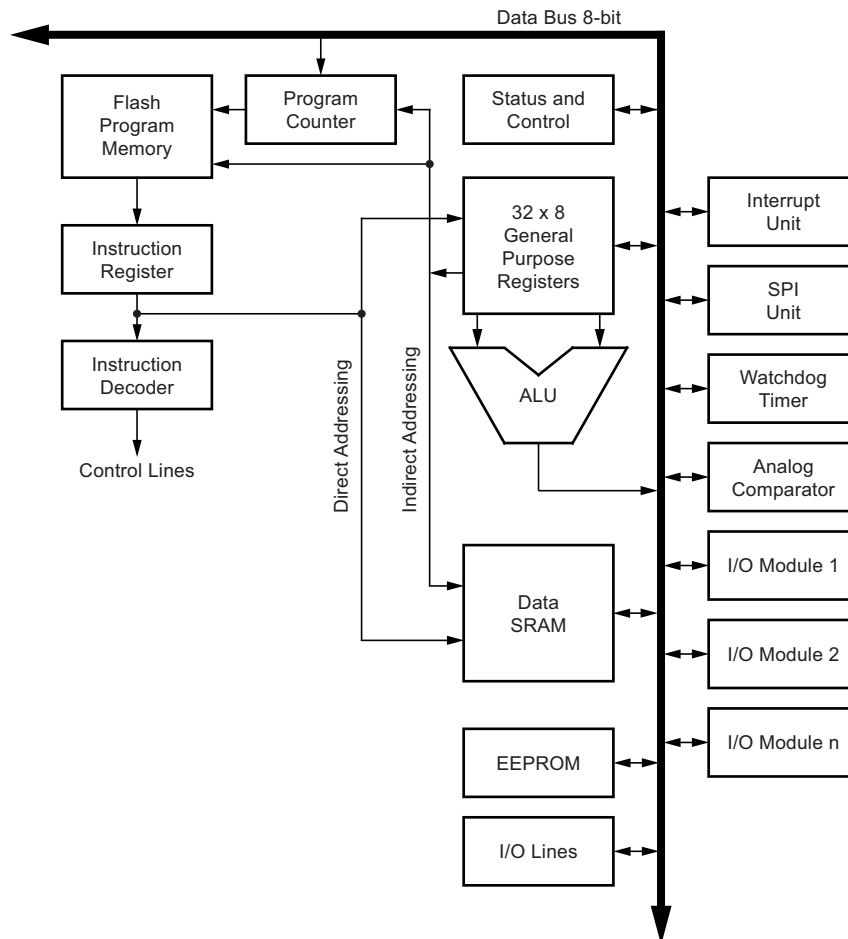 Data Bus 8-bit
Flash
Program
Memory
Program
Counter
Status and
Control
32 x 8
General
Purpose
Registers
Interrupt
Unit
Instruction
Register
SPI
Unit
Instruction
Decoder
Direct Addressing
Indirect Addressing
ALU
Watchdog
Timer
Control Lines
Analog
Comparator
Data
SRAM
I/O Module 1
I/O Module 2
I/O Module n
EEPROM
I/O Lines